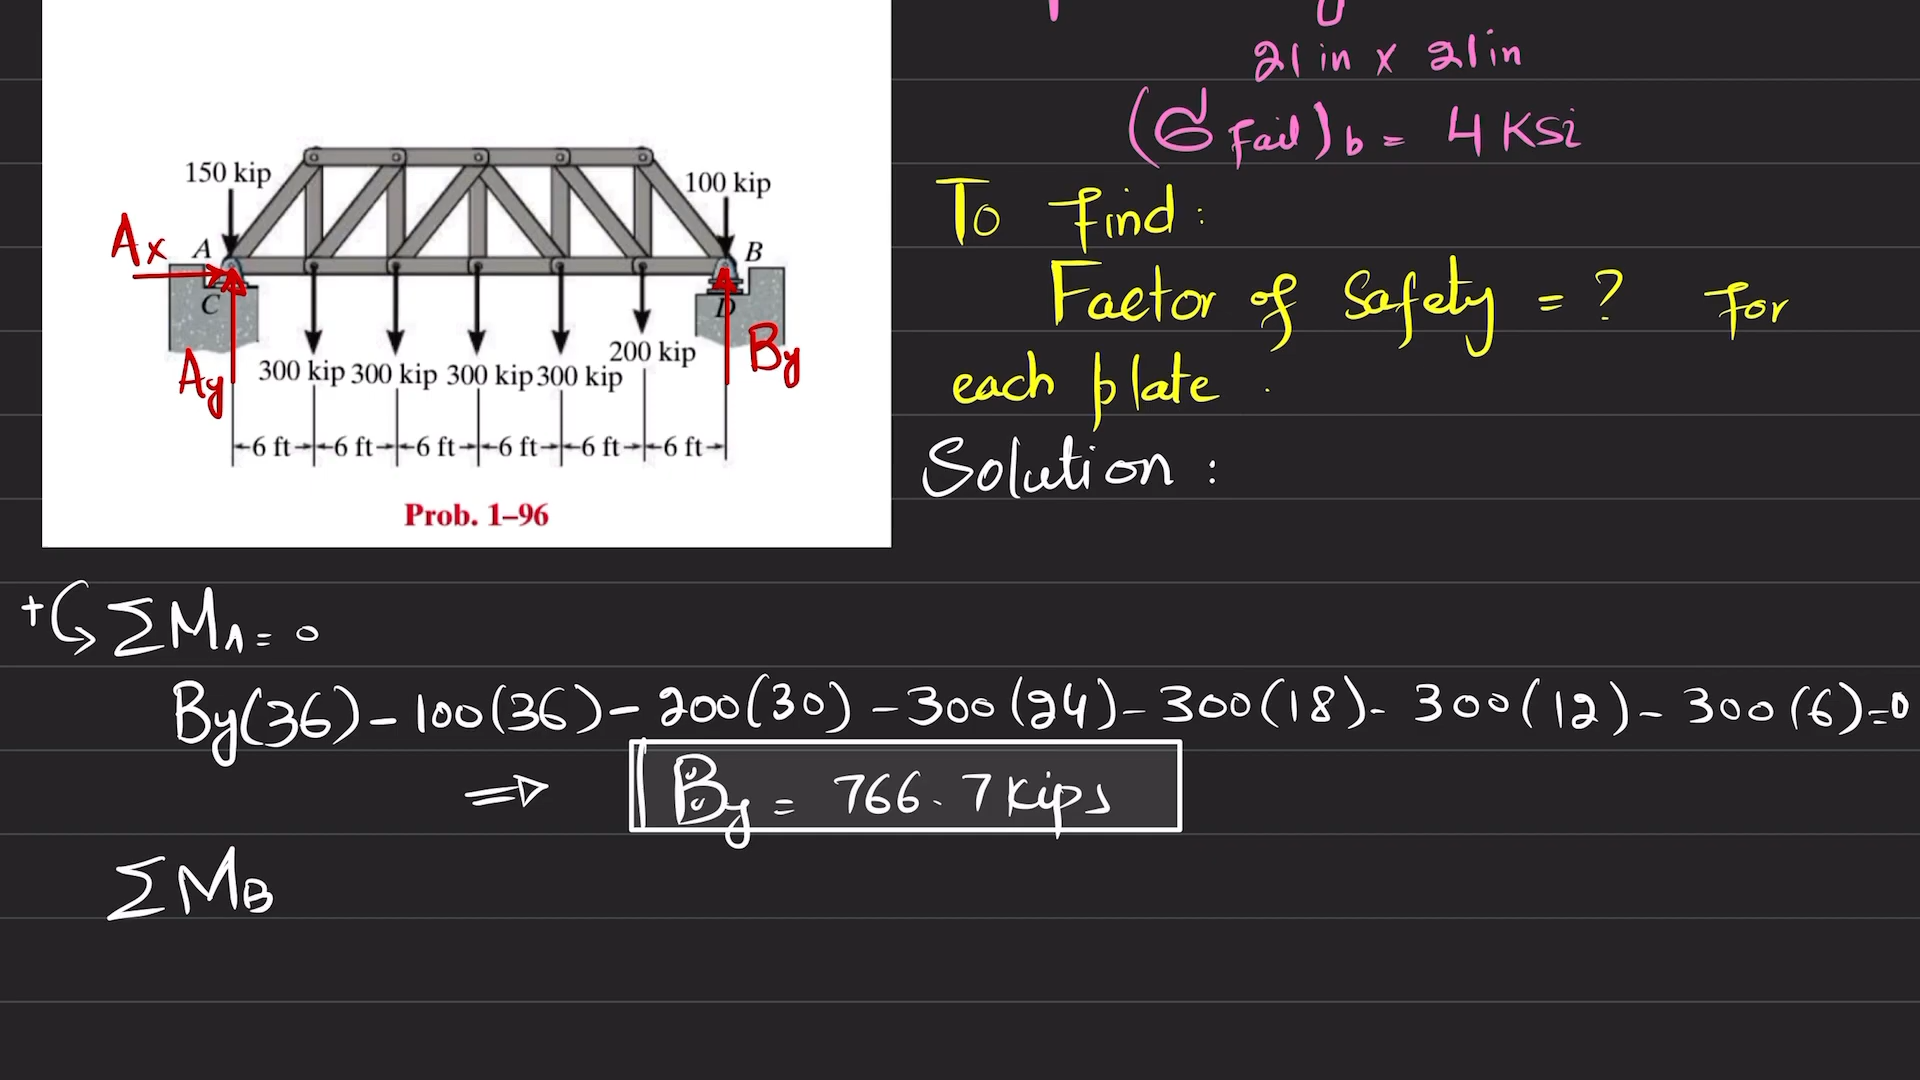 21 in x 21 in
(σ Fail)b = 4 KSi
To Find:
Factor of Safety = ? For
each plate.
Solution:
150 kip
100 kip
Ax
A
B
C
D
Ay
By
200 kip
300 kip 300 kip 300 kip 300 kip
6 ft 6 ft 6 ft 6 ft 6 ft 6 ft
Prob. 1–96
+ ΣMA = 0
By(36) - 100(36) - 200(30) - 300(24) - 300(18) - 300(12) - 300(6) = 0
⇒ By = 766.7 kips
ΣMB